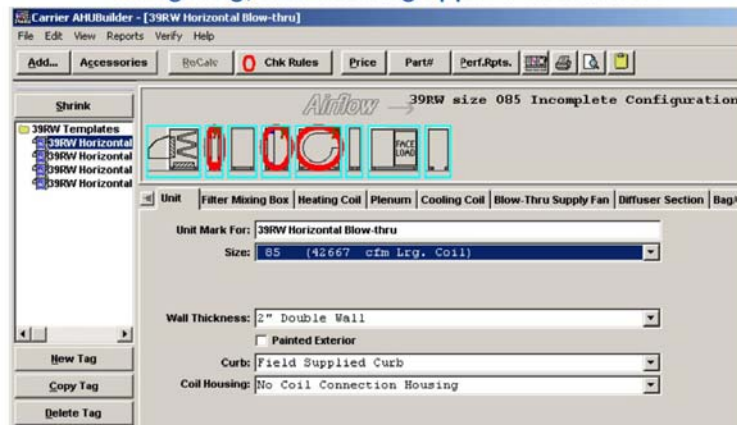 Carrier AHUBuilder - [39RW Horizontal Blow-thru]
File Edit View Reports Verify Help
Add... Accessories ReCalc Chk Rules Price Part# Perf.Rpts.
Shrink
Airflow
39RW size 085 Incomplete Configuration
39RW Templates
39RW Horizontal
39RW Horizontal
39RW Horizontal
39RW Horizontal
FACE
LOAD
Unit Filter Mixing Box Heating Coil Plenum Cooling Coil Blow-Thru Supply Fan Diffuser Section
Unit Mark For: 39RW Horizontal Blow-thru
Size: 85 (42667 cfm Lrg. Coil)
Wall Thickness: 2" Double Wall
Painted Exterior
Curb: Field Supplied Curb
Coil Housing: No Coil Connection Housing
New Tag
Copy Tag
Delete Tag